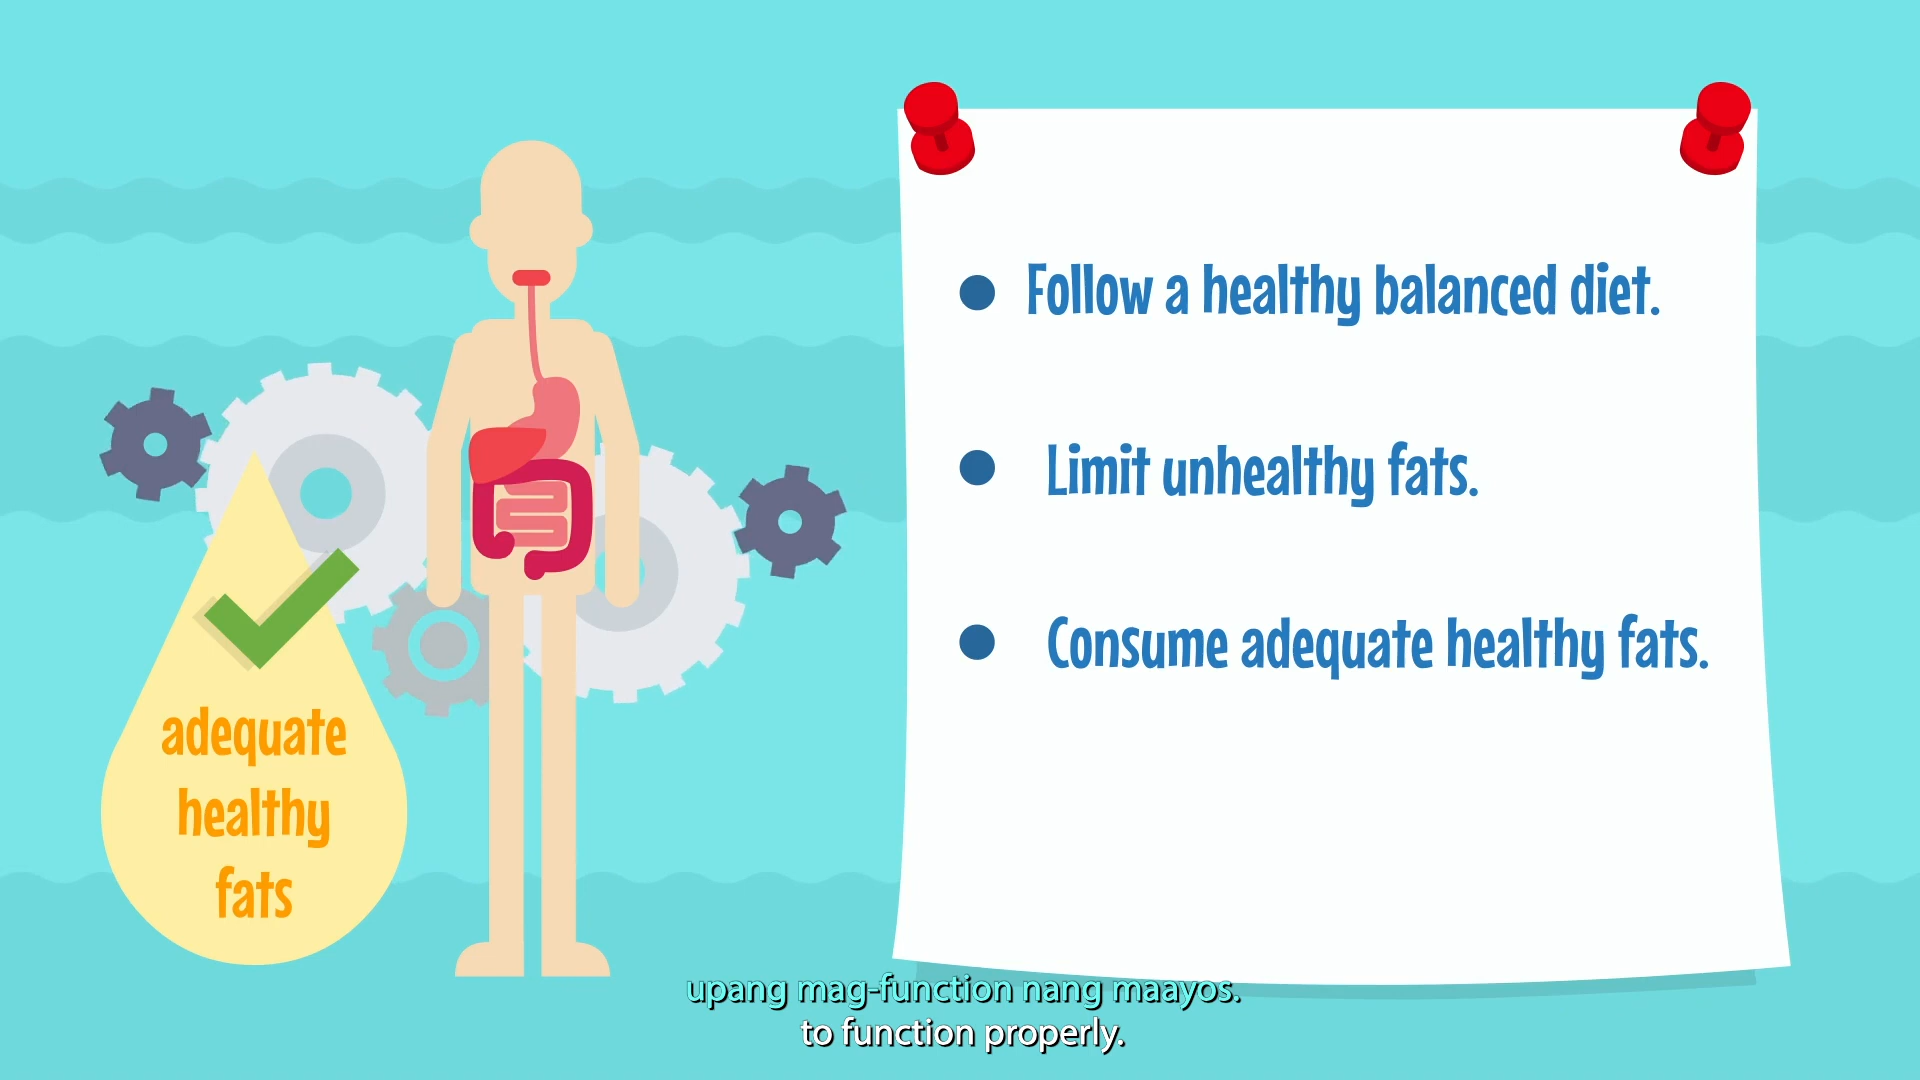 Follow a healthy balanced diet.
Limit unhealthy fats.
Consume adequate healthy fats.
adequate
healthy
fats
upang mag-function nang maayos.
to function properly.